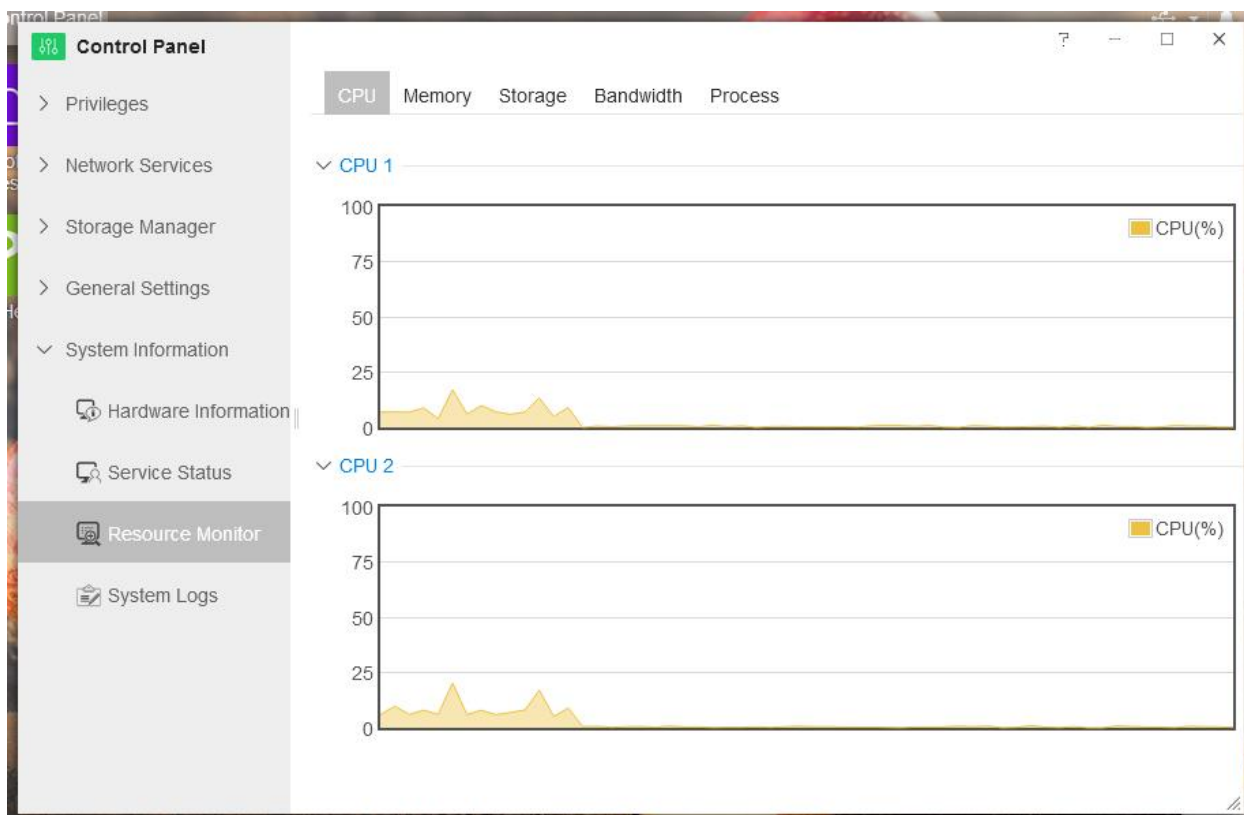 Control Panel
?
Privileges
Network Services
Storage Manager
General Settings
System Information
Hardware Information
Service Status
Resource Monitor
System Logs
CPU Memory Storage Bandwidth Process
CPU 1
100
CPU(%)
75
50
25
0
CPU 2
100
CPU(%)
75
50
25
0